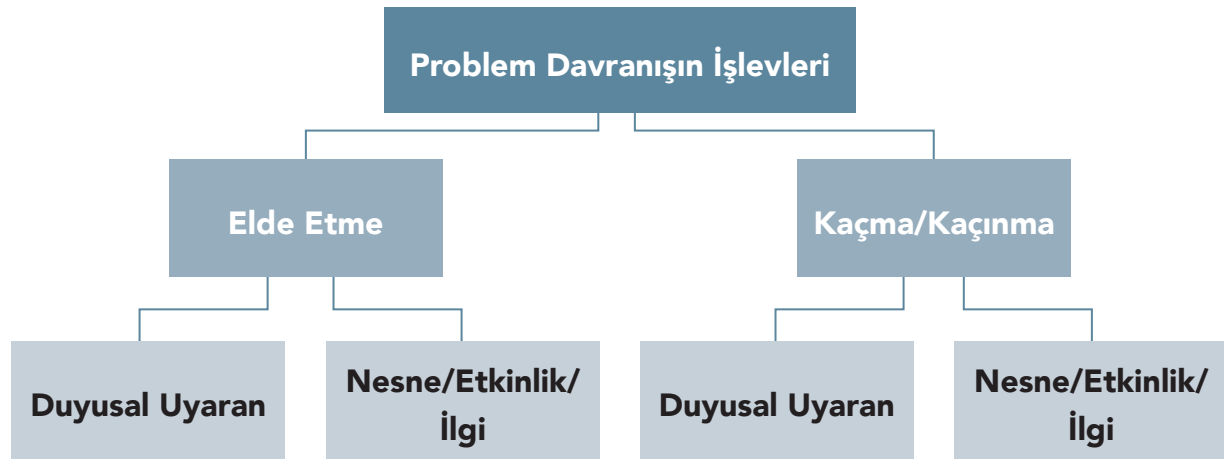 Problem Davranışın İşlevleri
Elde Etme
Kaçma/Kaçınma
Duyusal Uyaran
Nesne/Etkinlik/
İlgi
Duyusal Uyaran
Nesne/Etkinlik/
İlgi